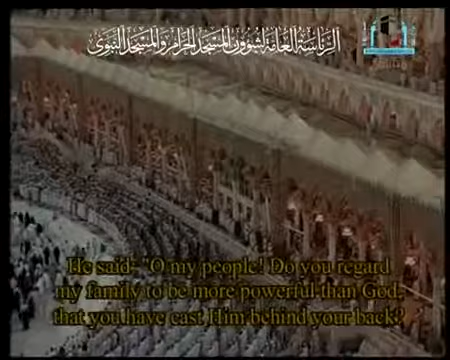 الرئاسة العامة لشؤون المسجد الحرام والمسجد النبوي
He said: "O my people! Do you regard
my family to be more powerful than God,
that you have cast Him behind your back?